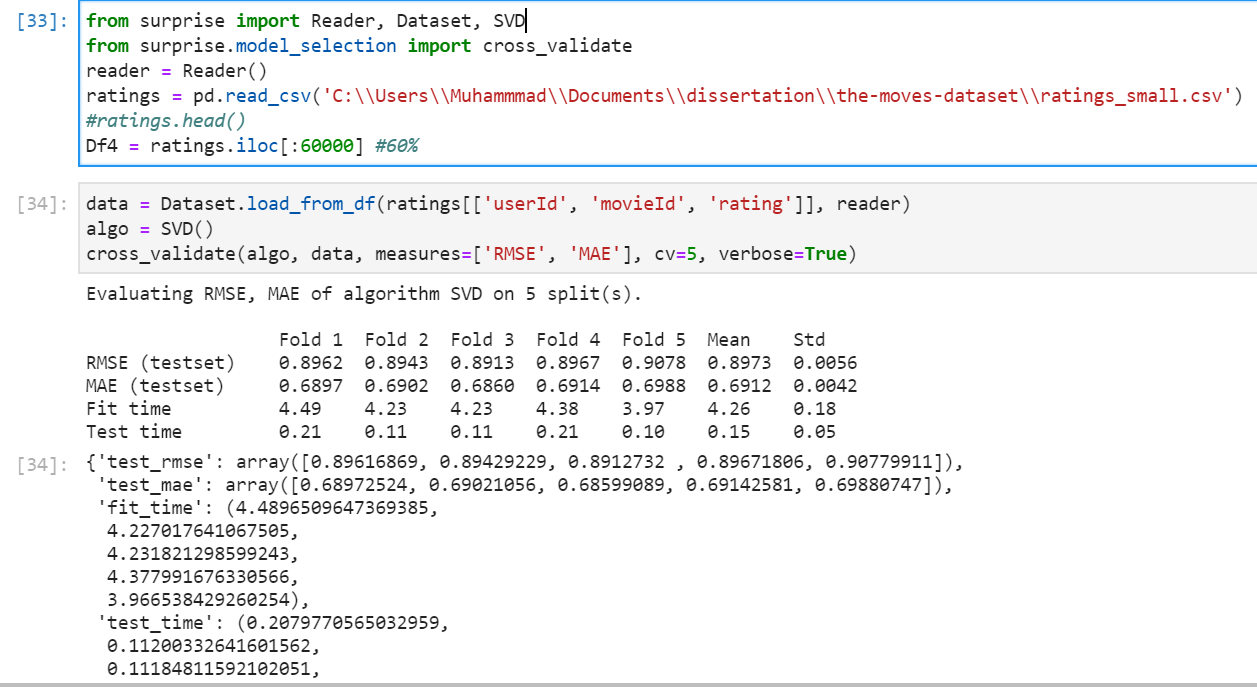 [33]: from surprise import Reader, Dataset, SVD
from surprise.model_selection import cross_validate
reader = Reader()
ratings = pd.read_csv('C:\\Users\\Muhammmad\\Documents\\dissertation\\the-moves-dataset\\ratings_small.csv')
#ratings.head()
Df4 = ratings.iloc[:60000] #60%
[34]: data = Dataset.load_from_df(ratings[['userId', 'movieId', 'rating']], reader)
algo = SVD()
cross_validate(algo, data, measures=['RMSE', 'MAE'], cv=5, verbose=True)
Evaluating RMSE, MAE of algorithm SVD on 5 split(s).
Fold 1 Fold 2 Fold 3 Fold 4 Fold 5 Mean Std
RMSE (testset) 0.8962 0.8943 0.8913 0.8967 0.9078 0.8973 0.0056
MAE (testset) 0.6897 0.6902 0.6860 0.6914 0.6988 0.6912 0.0042
Fit time 4.49 4.23 4.23 4.38 3.97 4.26 0.18
Test time 0.21 0.11 0.11 0.21 0.10 0.15 0.05
[34]: {'test_rmse': array([0.89616869, 0.89429229, 0.8912732 , 0.89671806, 0.90779911]),
'test_mae': array([0.68972524, 0.69021056, 0.68599089, 0.69142581, 0.69880747]),
'fit_time': (4.4896509647369385,
4.227017641067505,
4.231821298599243,
4.377991676330566,
3.966538429260254),
'test_time': (0.2079770565032959,
0.11200332641601562,
0.11184811592102051,